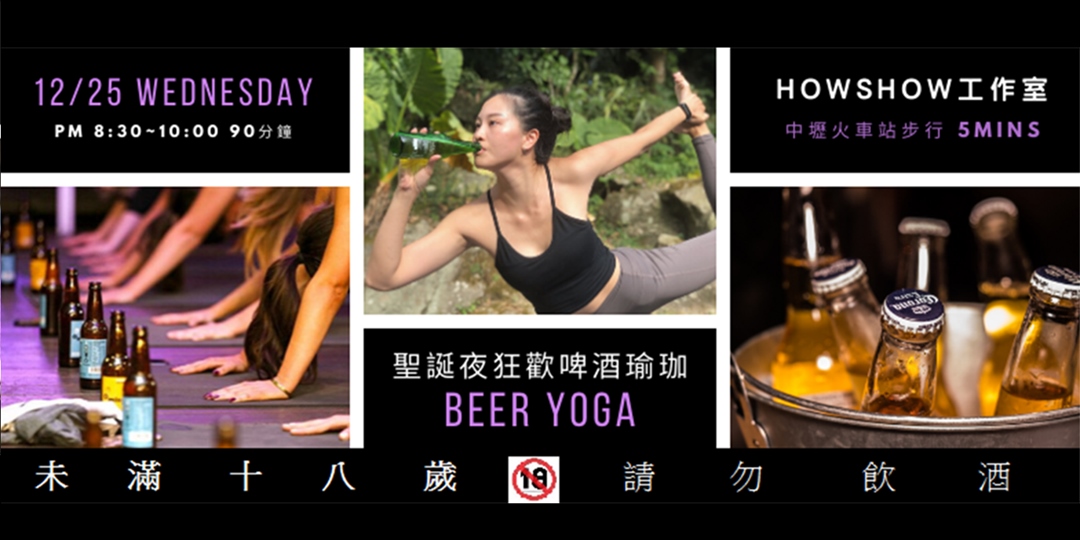 12/25 WEDNESDAY
PM 8:30~10:00 90分鐘
HOWSHOW工作室
中壢火車站步行 5MINS
聖誕夜狂歡啤酒瑜珈
BEER YOGA
Corona
未滿十八歲 18 請勿飲酒